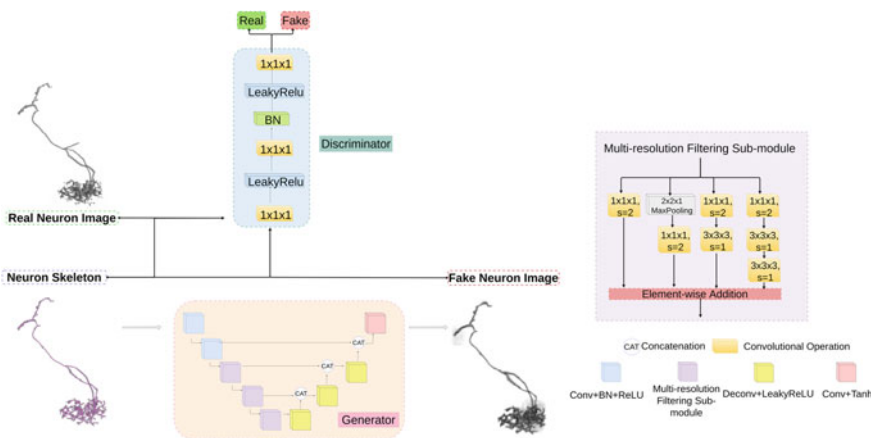 Real
Fake
1x1x1
LeakyRelu
BN
1x1x1
LeakyRelu
1x1x1
Discriminator
Real Neuron Image
Neuron Skeleton
Fake Neuron Image
CAT
CAT
CAT
Generator
Multi-resolution Filtering Sub-module
1x1x1,
s=2
2x2x1
MaxPooling
1x1x1,
s=2
1x1x1,
s=2
1x1x1,
s=2
3x3x3,
s=1
3x3x3,
s=1
3x3x3,
s=1
Element-wise Addition
CAT Concatenation
Convolutional Operation
Conv+BN+ReLU
Multi-resolution
Filtering Sub-
module
Deconv+LeakyReLU
Conv+Tanh